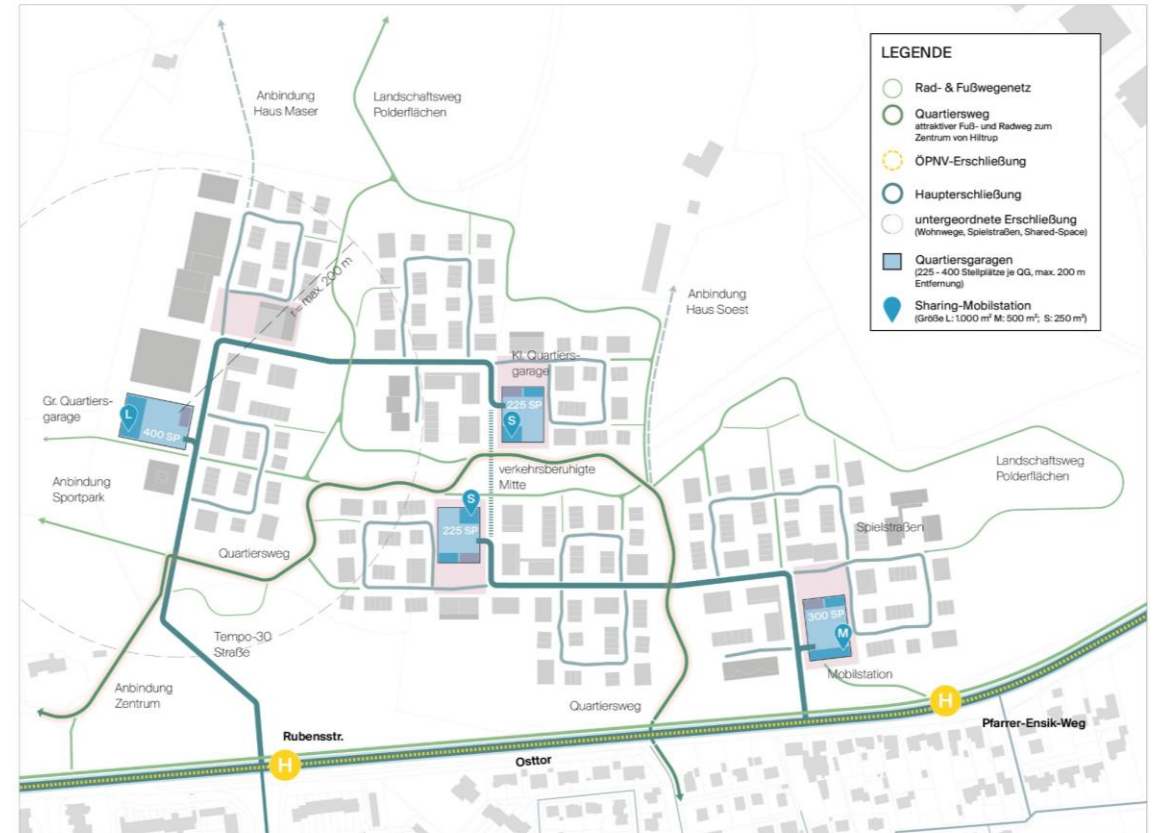 LEGENDE
Rad- & Fußwegenetz
Quartiersweg
attraktiver Fuß- und Radweg zum
Zentrum von Hiltrup
ÖPNV-Erschließung
Haupterschließung
untergeordnete Erschließung
(Wohnwege, Spielstraßen, Shared-Space)
Quartiersgaragen
(225 - 400 Stellplätze je QG, max. 200 m
Entfernung)
Sharing-Mobilstation
(Größe L: 1.000 m² M: 500 m²; S: 250 m²)
Anbindung
Haus Maser
Landschaftsweg
Polderflächen
r = max. 200 m
Anbindung
Haus Soest
Kl. Quartiers-
garage
225 SP
S
Gr. Quartiers-
garage
L
400 SP
Anbindung
Sportpark
verkehrsberuhigte
Mitte
S
225 SP
Landschaftsweg
Polderflächen
Spielstraßen
Quartiersweg
300 SP
M
Mobilstation
Tempo-30
Straße
Anbindung
Zentrum
Quartiersweg
H
Pfarrer-Ensik-Weg
Rubensstr.
H
Osttor